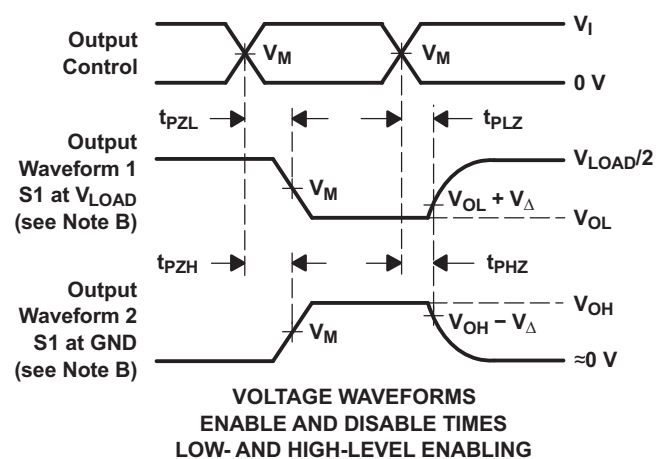 Output
Control
V_M
V_M
V_I
0 V
t_PZL
t_PLZ
Output
Waveform 1
S1 at V_LOAD
(see Note B)
V_M
V_LOAD/2
V_OL + V_Δ
V_OL
t_PZH
t_PHZ
Output
Waveform 2
S1 at GND
(see Note B)
V_M
V_OH
V_OH − V_Δ
≈0 V
VOLTAGE WAVEFORMS
ENABLE AND DISABLE TIMES
LOW- AND HIGH-LEVEL ENABLING